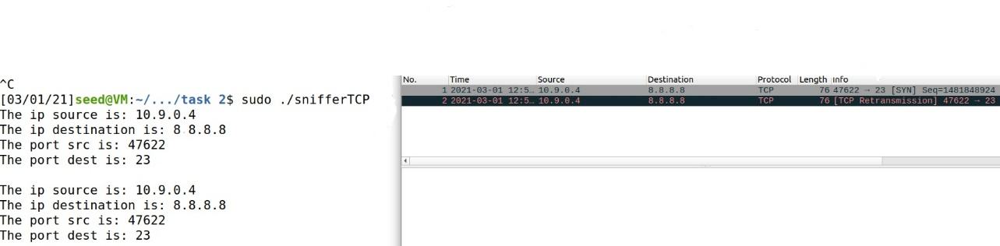 ^C
[03/01/21]seed@VM:~/.../task 2$ sudo ./snifferTCP
The ip source is: 10.9.0.4
The ip destination is: 8 8.8.8
The port src is: 47622
The port dest is: 23
The ip source is: 10.9.0.4
The ip destination is: 8.8.8.8
The port src is: 47622
The port dest is: 23
No. Time Source Destination Protocol Length Info
1 2021-03-01 12:5… 10.9.0.4 8.8.8.8 TCP 76 47622 → 23 [SYN] Seq=1481848924
2 2021-03-01 12:5… 10.9.0.4 8.8.8.8 TCP 76 [TCP Retransmission] 47622 → 23